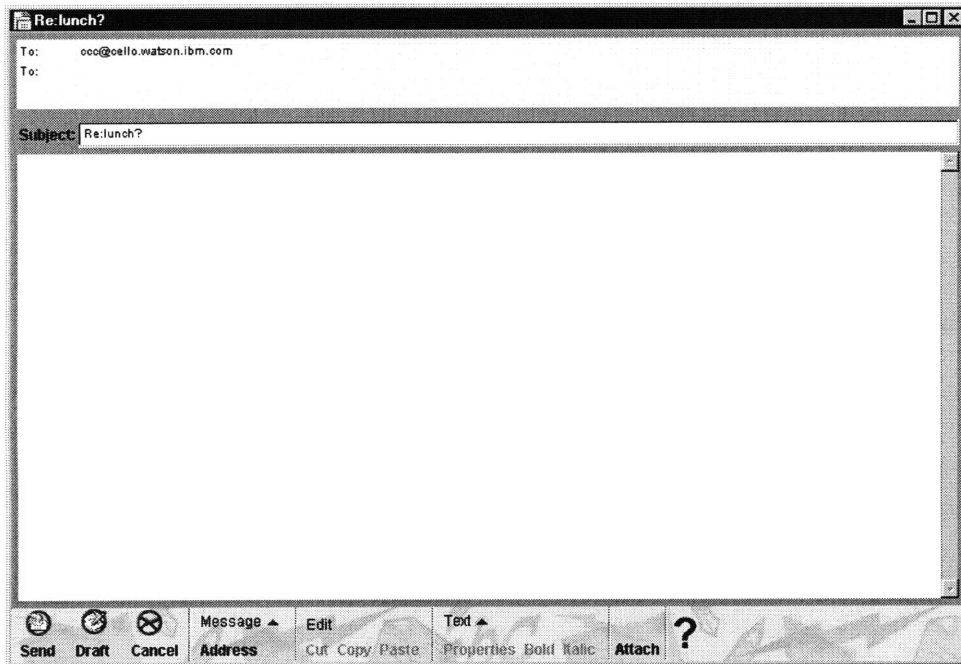 Re:lunch?
To: ccc@cello.watson.ibm.com
To:
Subject: Re:lunch?
Message Edit Text
Send Draft Cancel Address Cut Copy Paste Properties Bold Italic Attach ?